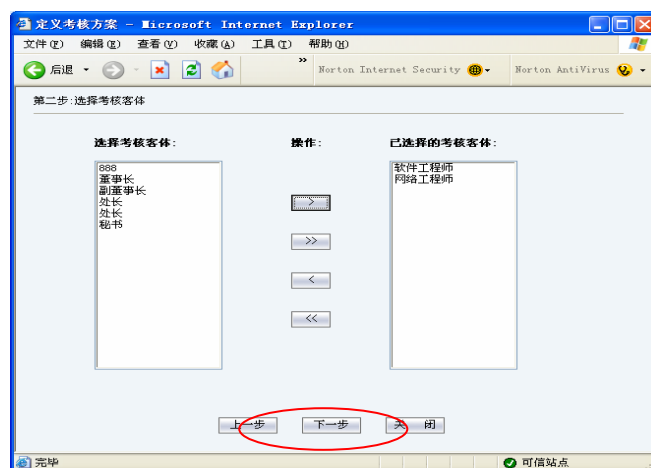 定义考核方案 - Microsoft Internet Explorer
文件(F) 编辑(E) 查看(V) 收藏(A) 工具(T) 帮助(H)
后退 » Norton Internet Security Norton AntiVirus
第二步:选择考核客体
选择考核客体: 操作: 已选择的考核客体:
888 软件工程师
董事长 网络工程师
副董事长
处长
处长
秘书
>
>>
<
<<
上一步 下一步 关 闭
完毕 可信站点